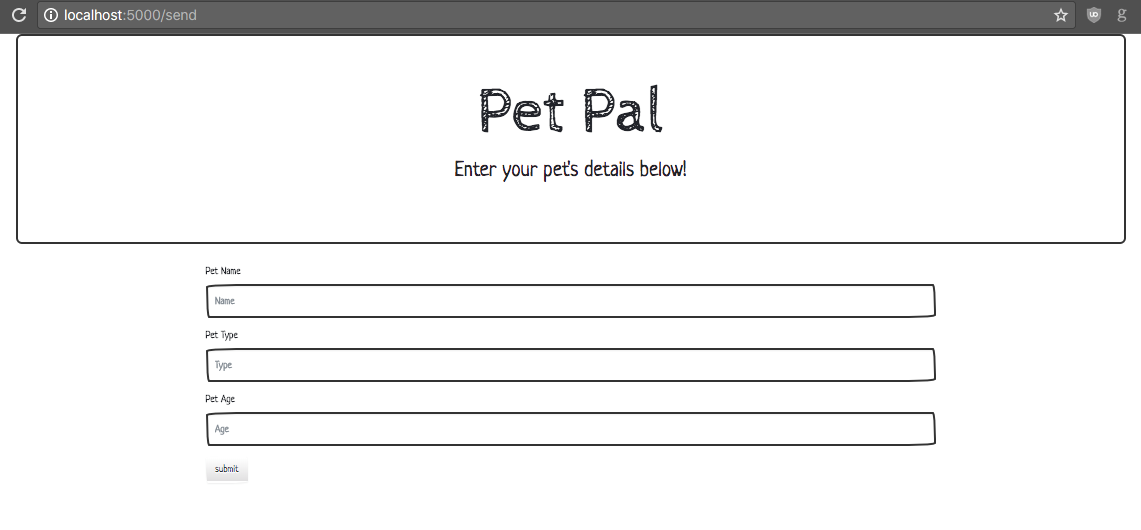 localhost:5000/send
Pet Pal
Enter your pet's details below!
Pet Name
Name
Pet Type
Type
Pet Age
Age
submit